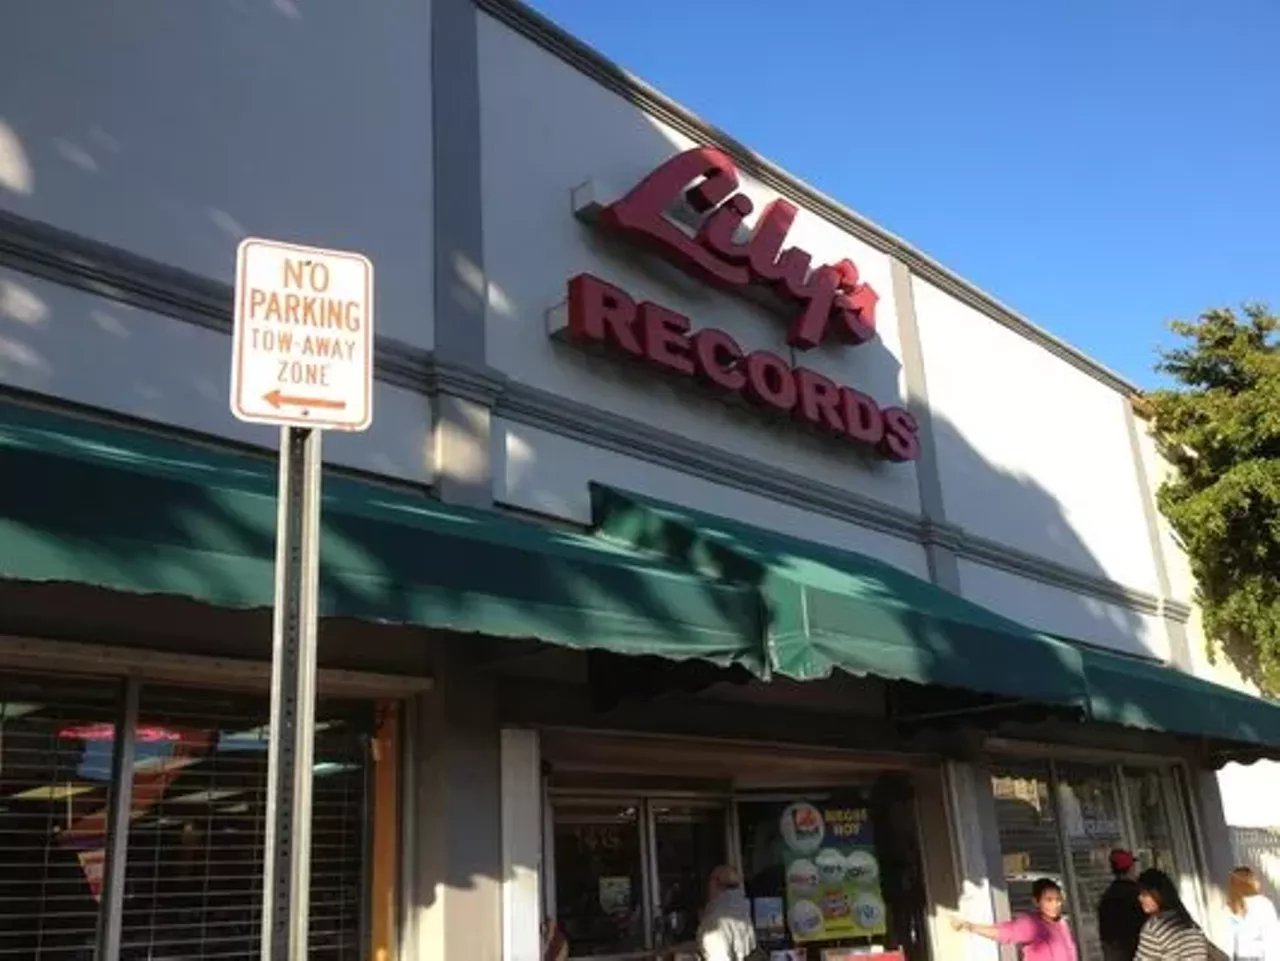 Lily's
RECORDS
NO
PARKING
TOW-AWAY
ZONE